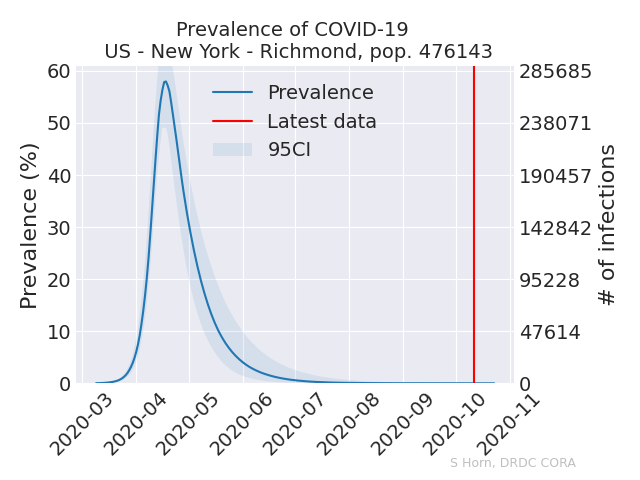 Prevalence of COVID-19
US - New York - Richmond, pop. 476143
Prevalence (%)
60
50
40
30
20
10
0
Prevalence
Latest data
95CI
285685
238071
190457
142842
95228
47614
0
# of infections
2020-03
2020-04
2020-05
2020-06
2020-07
2020-08
2020-09
2020-10
2020-11
S Horn, DRDC CORA